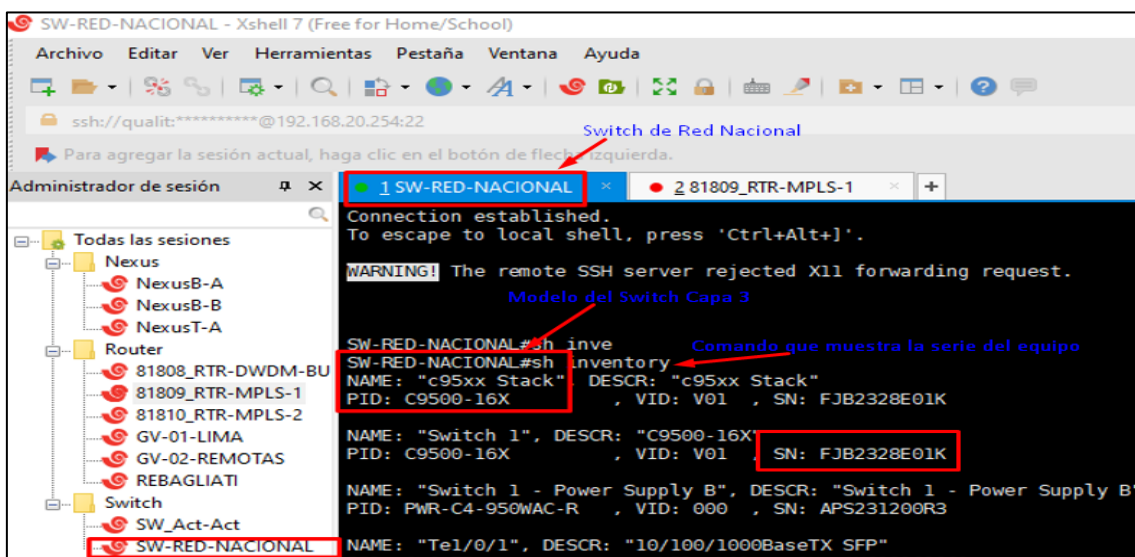 SW-RED-NACIONAL - Xshell 7 (Free for Home/School)
Archivo Editar Ver Herramientas Pestaña Ventana Ayuda
ssh://qualit:**********@192.168.20.254:22
Switch de Red Nacional
Para agregar la sesión actual, haga clic en el botón de flecha izquierda.
Administrador de sesión
1 SW-RED-NACIONAL
2 81809_RTR-MPLS-1
Todas las sesiones
Nexus
NexusB-A
NexusB-B
NexusT-A
Router
81808_RTR-DWDM-BU
81809_RTR-MPLS-1
81810_RTR-MPLS-2
GV-01-LIMA
GV-02-REMOTAS
REBAGLIATI
Switch
SW_Act-Act
SW-RED-NACIONAL
Connection established.
To escape to local shell, press 'Ctrl+Alt+]'.
WARNING! The remote SSH server rejected X11 forwarding request.
Modelo del Switch Capa 3
SW-RED-NACIONAL#sh inve
Comando que muestra la serie del equipo
SW-RED-NACIONAL#sh inventory
NAME: "c95xx Stack", DESCR: "c95xx Stack"
PID: C9500-16X , VID: V01 , SN: FJB2328E01K
NAME: "Switch 1", DESCR: "C9500-16X"
PID: C9500-16X , VID: V01 , SN: FJB2328E01K
NAME: "Switch 1 - Power Supply B", DESCR: "Switch 1 - Power Supply B"
PID: PWR-C4-950WAC-R , VID: 000 , SN: APS231200R3
NAME: "Te1/0/1", DESCR: "10/100/1000BaseTX SFP"